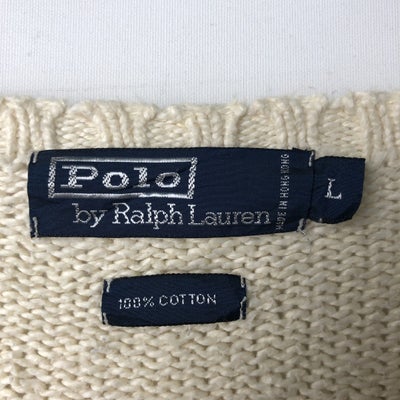 Polo
by Ralph Lauren
MADE IN HONG KONG
L
100% COTTON